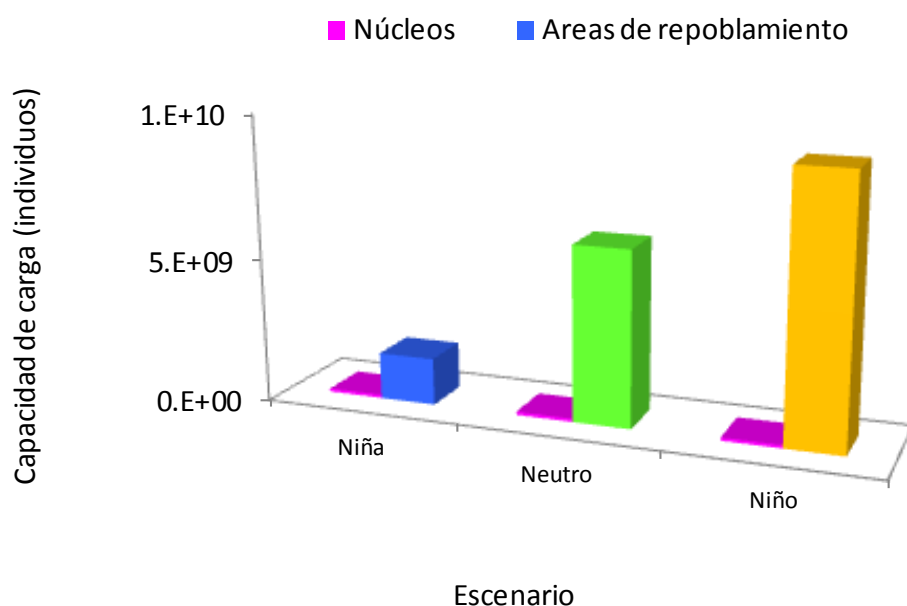 Núcleos
Areas de repoblamiento
Capacidad de carga (individuos)
1.E+10
5.E+09
0.E+00
Niña
Neutro
Niño
Escenario